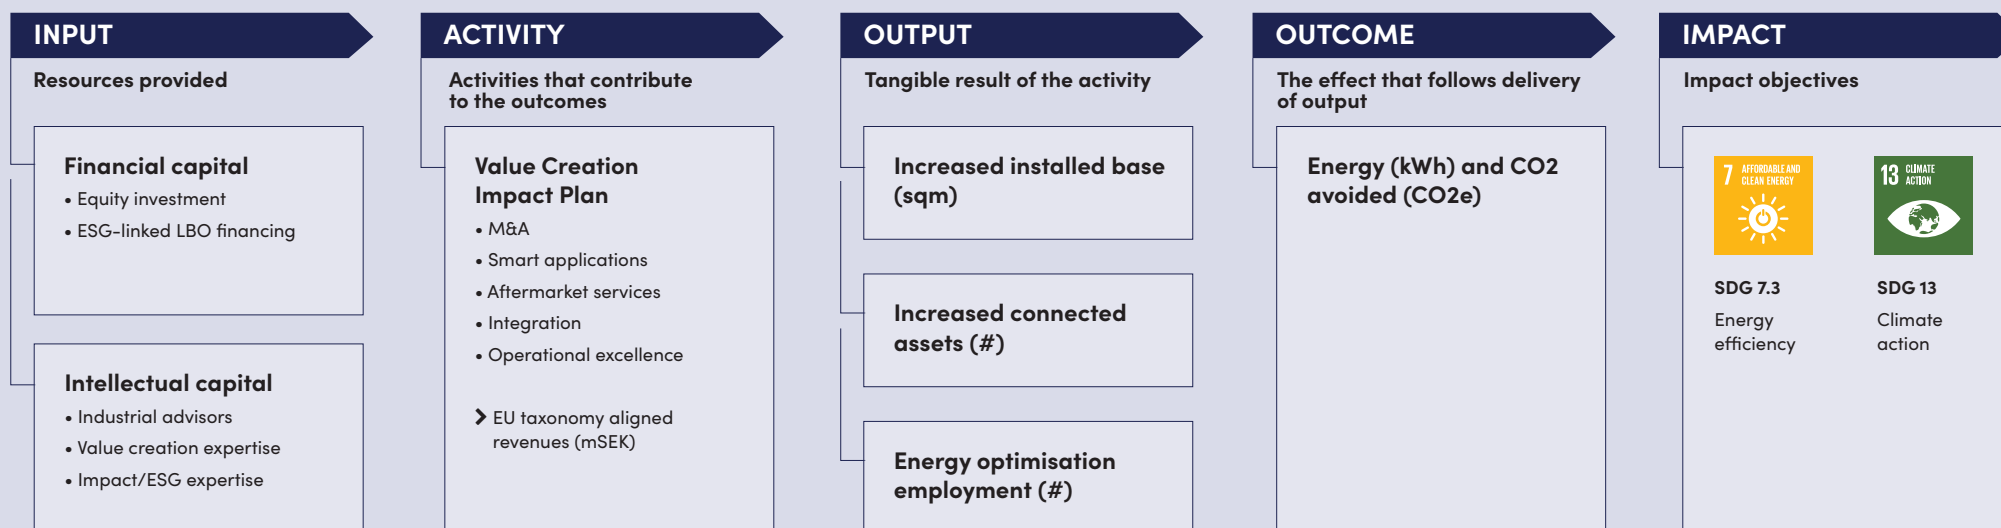 INPUT
Resources provided
Financial capital
• Equity investment
• ESG-linked LBO financing
Intellectual capital
• Industrial advisors
• Value creation expertise
• Impact/ESG expertise
ACTIVITY
Activities that contribute
to the outcomes
Value Creation
Impact Plan
• M&A
• Smart applications
• Aftermarket services
• Integration
• Operational excellence
EU taxonomy aligned
revenues (mSEK)
OUTPUT
Tangible result of the activity
Increased installed base
(sqm)
Increased connected
assets (#)
Energy optimisation
employment (#)
OUTCOME
The effect that follows delivery
of output
Energy (kWh) and CO2
avoided (CO2e)
IMPACT
Impact objectives
7 AFFORDABLE AND
CLEAN ENERGY
SDG 7.3
Energy
efficiency
13 CLIMATE
ACTION
SDG 13
Climate
action